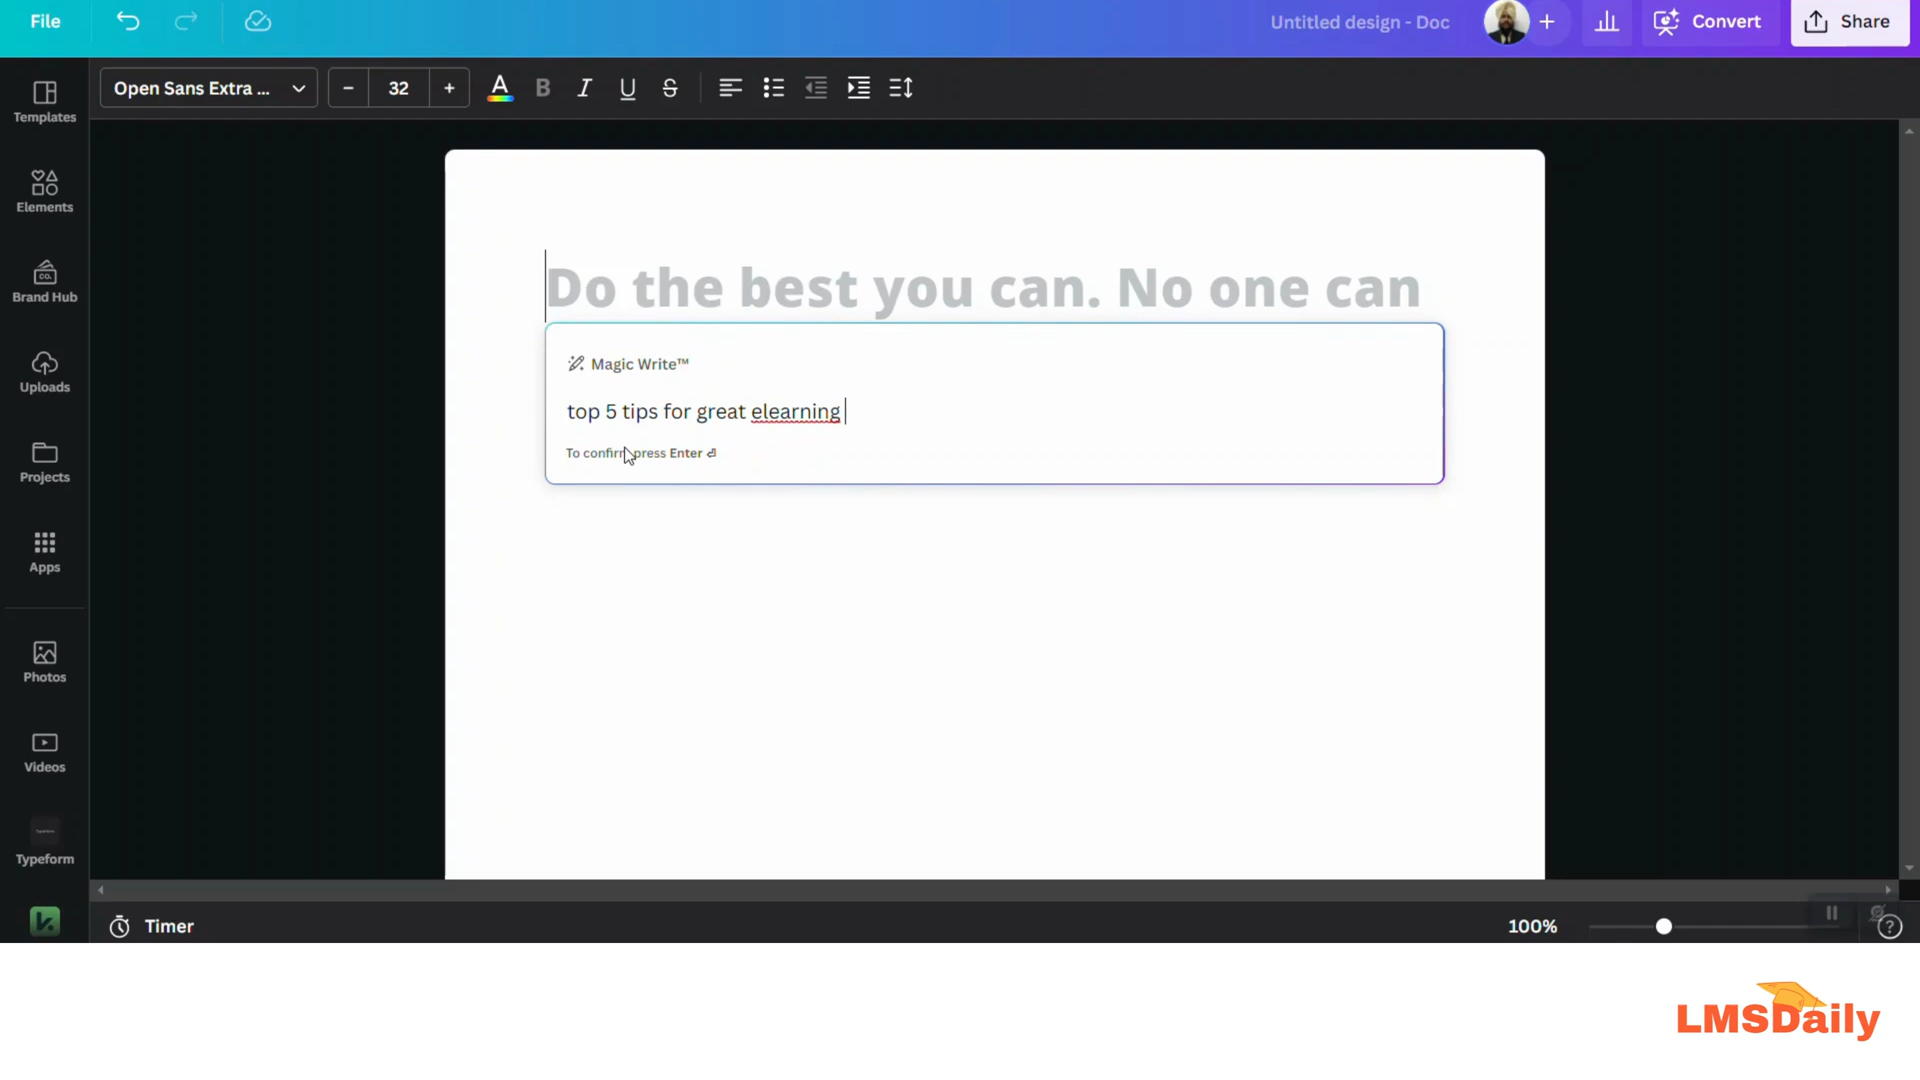 File
Untitled design - Doc
+
Convert
Share
Open Sans Extra ...
− 32 +
A B I U S
Templates
Elements
CO.
Brand Hub
Uploads
Projects
Apps
Photos
Videos
Typeform
Do the best you can. No one can
Magic Write™
top 5 tips for great elearning
To confirm press Enter ⏎
Timer
100%
?
LMSDaily